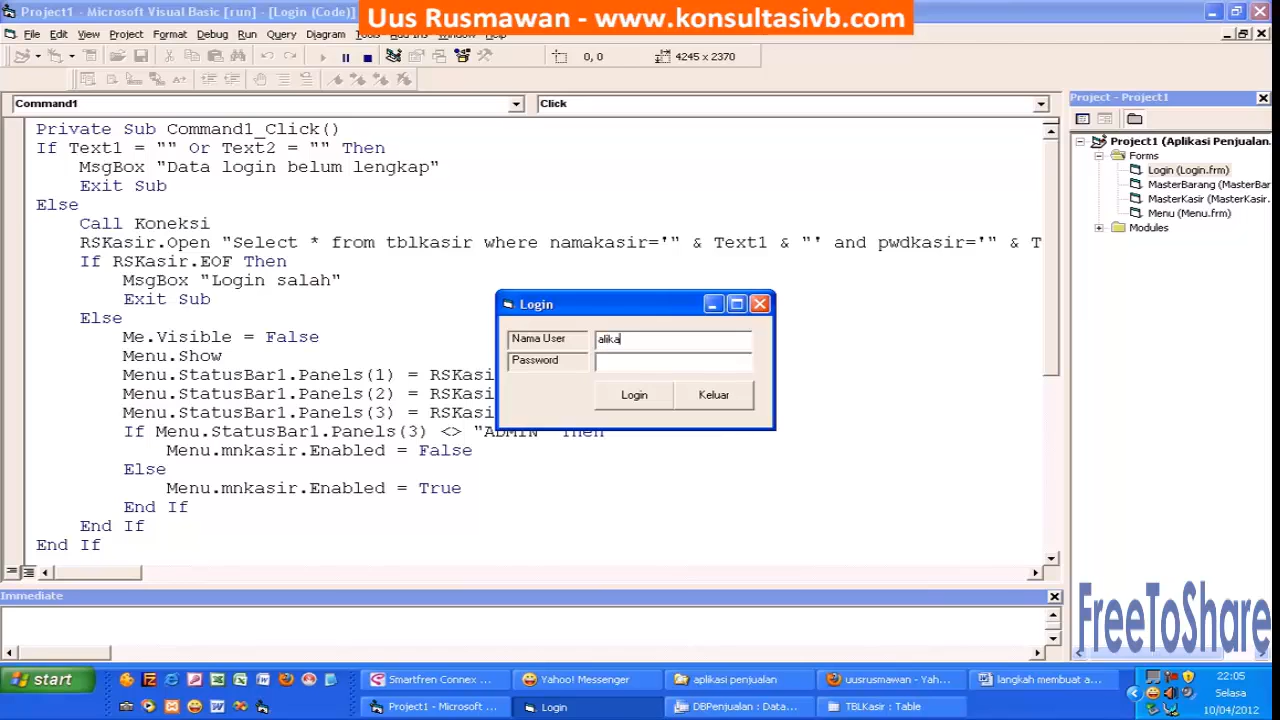 Project1 - Microsoft Visual Basic [run] - [Login (Code)]
Uus Rusmawan - www.konsultasivb.com
File Edit View Project Format Debug Run Query Diagram Tools Add-Ins Window Help
0, 0
4245 x 2370
Command1
Click
Private Sub Command1_Click()
If Text1 = "" Or Text2 = "" Then
MsgBox "Data login belum lengkap"
Exit Sub
Else
Call Koneksi
RSKasir.Open "Select * from tblkasir where namakasir='" & Text1 & "' and pwdkasir='" & T
If RSKasir.EOF Then
MsgBox "Login salah"
Exit Sub
Else
Me.Visible = False
Menu.Show
Menu.StatusBar1.Panels(1) = RSKasi
Menu.StatusBar1.Panels(2) = RSKasi
Menu.StatusBar1.Panels(3) = RSKasi
If Menu.StatusBar1.Panels(3) <> "ADMIN" Then
Menu.mnkasir.Enabled = False
Else
Menu.mnkasir.Enabled = True
End If
End If
End If
Login
Nama User
alika
Password
Login
Keluar
Project - Project1
Project1 (Aplikasi Penjualan.
Forms
Login (Login.frm)
MasterBarang (MasterBar
MasterKasir (MasterKasir.
Menu (Menu.frm)
Modules
Immediate
FreeToShare
start
Smartfren Connex ...
Yahoo! Messenger
aplikasi penjualan
uusrusmawan - Yah...
langkah membuat a...
Project1 - Microsoft ...
Login
DBPenjualan : Data...
TBLKasir : Table
22:05
Selasa
10/04/2012